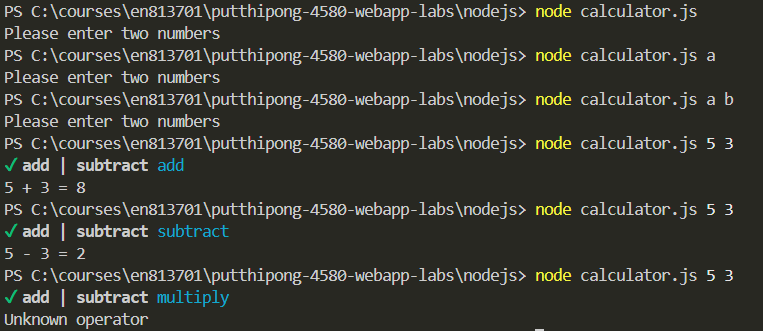 PS C:\courses\en813701\putthipong-4580-webapp-labs\nodejs> node calculator.js
Please enter two numbers
PS C:\courses\en813701\putthipong-4580-webapp-labs\nodejs> node calculator.js a
Please enter two numbers
PS C:\courses\en813701\putthipong-4580-webapp-labs\nodejs> node calculator.js a b
Please enter two numbers
PS C:\courses\en813701\putthipong-4580-webapp-labs\nodejs> node calculator.js 5 3
✓ add | subtract add
5 + 3 = 8
PS C:\courses\en813701\putthipong-4580-webapp-labs\nodejs> node calculator.js 5 3
✓ add | subtract subtract
5 - 3 = 2
PS C:\courses\en813701\putthipong-4580-webapp-labs\nodejs> node calculator.js 5 3
✓ add | subtract multiply
Unknown operator